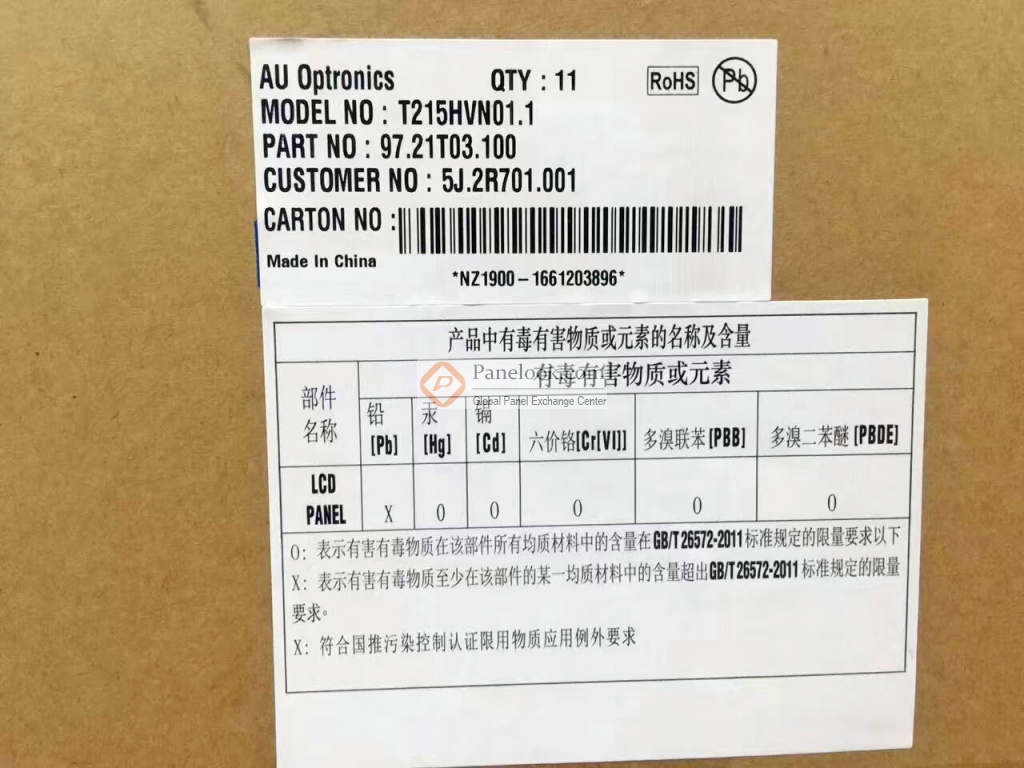 AU Optronics QTY : 11 RoHS Pb
MODEL NO : T215HVN01.1
PART NO : 97.21T03.100
CUSTOMER NO : 5J.2R701.001
CARTON NO :
Made In China
*NZ1900-1661203896*
产品中有毒有害物质或元素的名称及含量
部件名称 有毒有害物质或元素
Panelook.com
Global Panel Exchange Center
铅 汞 镉 六价铬[Cr[VI]] 多溴联苯[PBB] 多溴二苯醚[PBDE]
[Pb] [Hg] [Cd]
LCD
PANEL X O O O O O
O: 表示有害有毒物质在该部件所有均质材料中的含量在GB/T 26572-2011标准规定的限量要求以下
X: 表示有害有毒物质至少在该部件的某一均质材料中的含量超出GB/T 26572-2011标准规定的限量
要求。
X: 符合国推污染控制认证限用物质应用例外要求